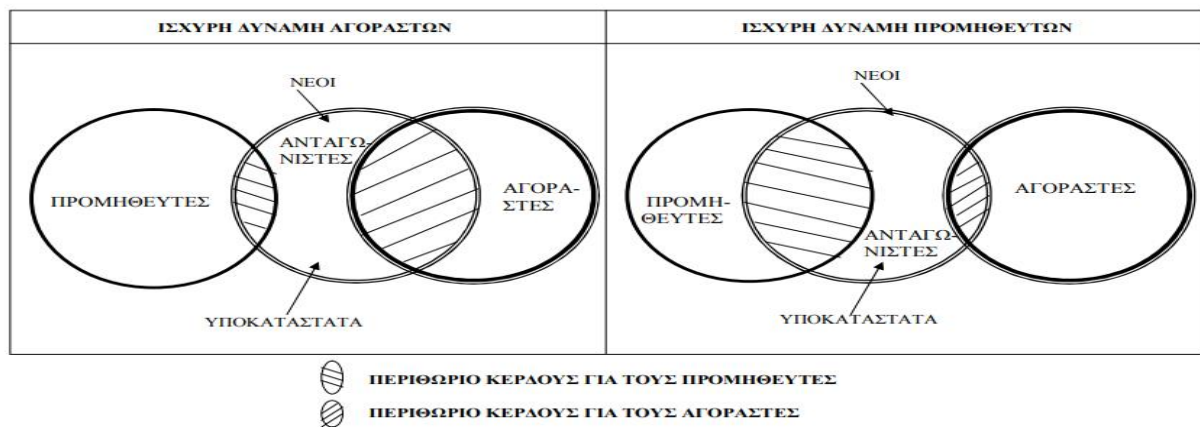 ΙΣΧΥΡΗ ΔΥΝΑΜΗ ΑΓΟΡΑΣΤΩΝ
ΝΕΟΙ
ΑΝΤΑΓΩ-
ΝΙΣΤΕΣ
ΠΡΟΜΗΘΕΥΤΕΣ
ΑΓΟΡΑ-
ΣΤΕΣ
ΥΠΟΚΑΤΑΣΤΑΤΑ
ΙΣΧΥΡΗ ΔΥΝΑΜΗ ΠΡΟΜΗΘΕΥΤΩΝ
ΝΕΟΙ
ΠΡΟΜΗ-
ΘΕΥΤΕΣ
ΑΓΟΡΑΣΤΕΣ
ΑΝΤΑΓΩ-
ΝΙΣΤΕΣ
ΥΠΟΚΑΤΑΣΤΑΤΑ
ΠΕΡΙΘΩΡΙΟ ΚΕΡΔΟΥΣ ΓΙΑ ΤΟΥΣ ΠΡΟΜΗΘΕΥΤΕΣ
ΠΕΡΙΘΩΡΙΟ ΚΕΡΔΟΥΣ ΓΙΑ ΤΟΥΣ ΑΓΟΡΑΣΤΕΣ